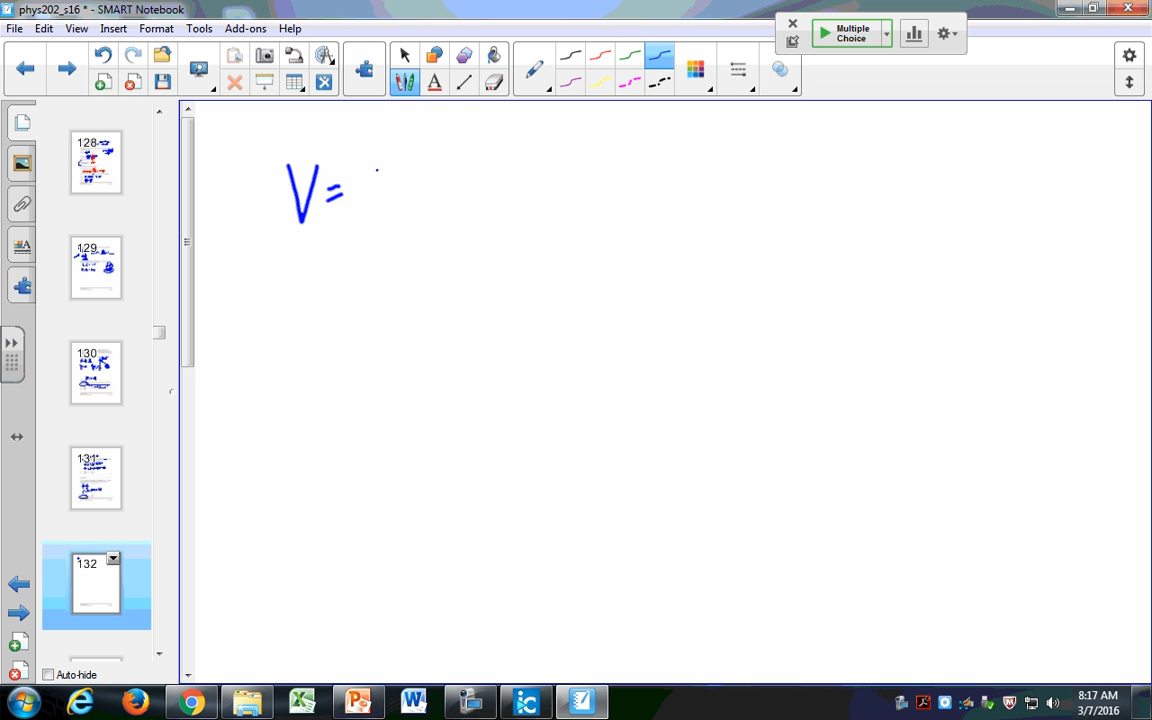 phys202_s16 * - SMART Notebook
File Edit View Insert Format Tools Add-ons Help
Multiple
Choice
128
129
130
131
132
V=
Auto-hide
8:17 AM
3/7/2016